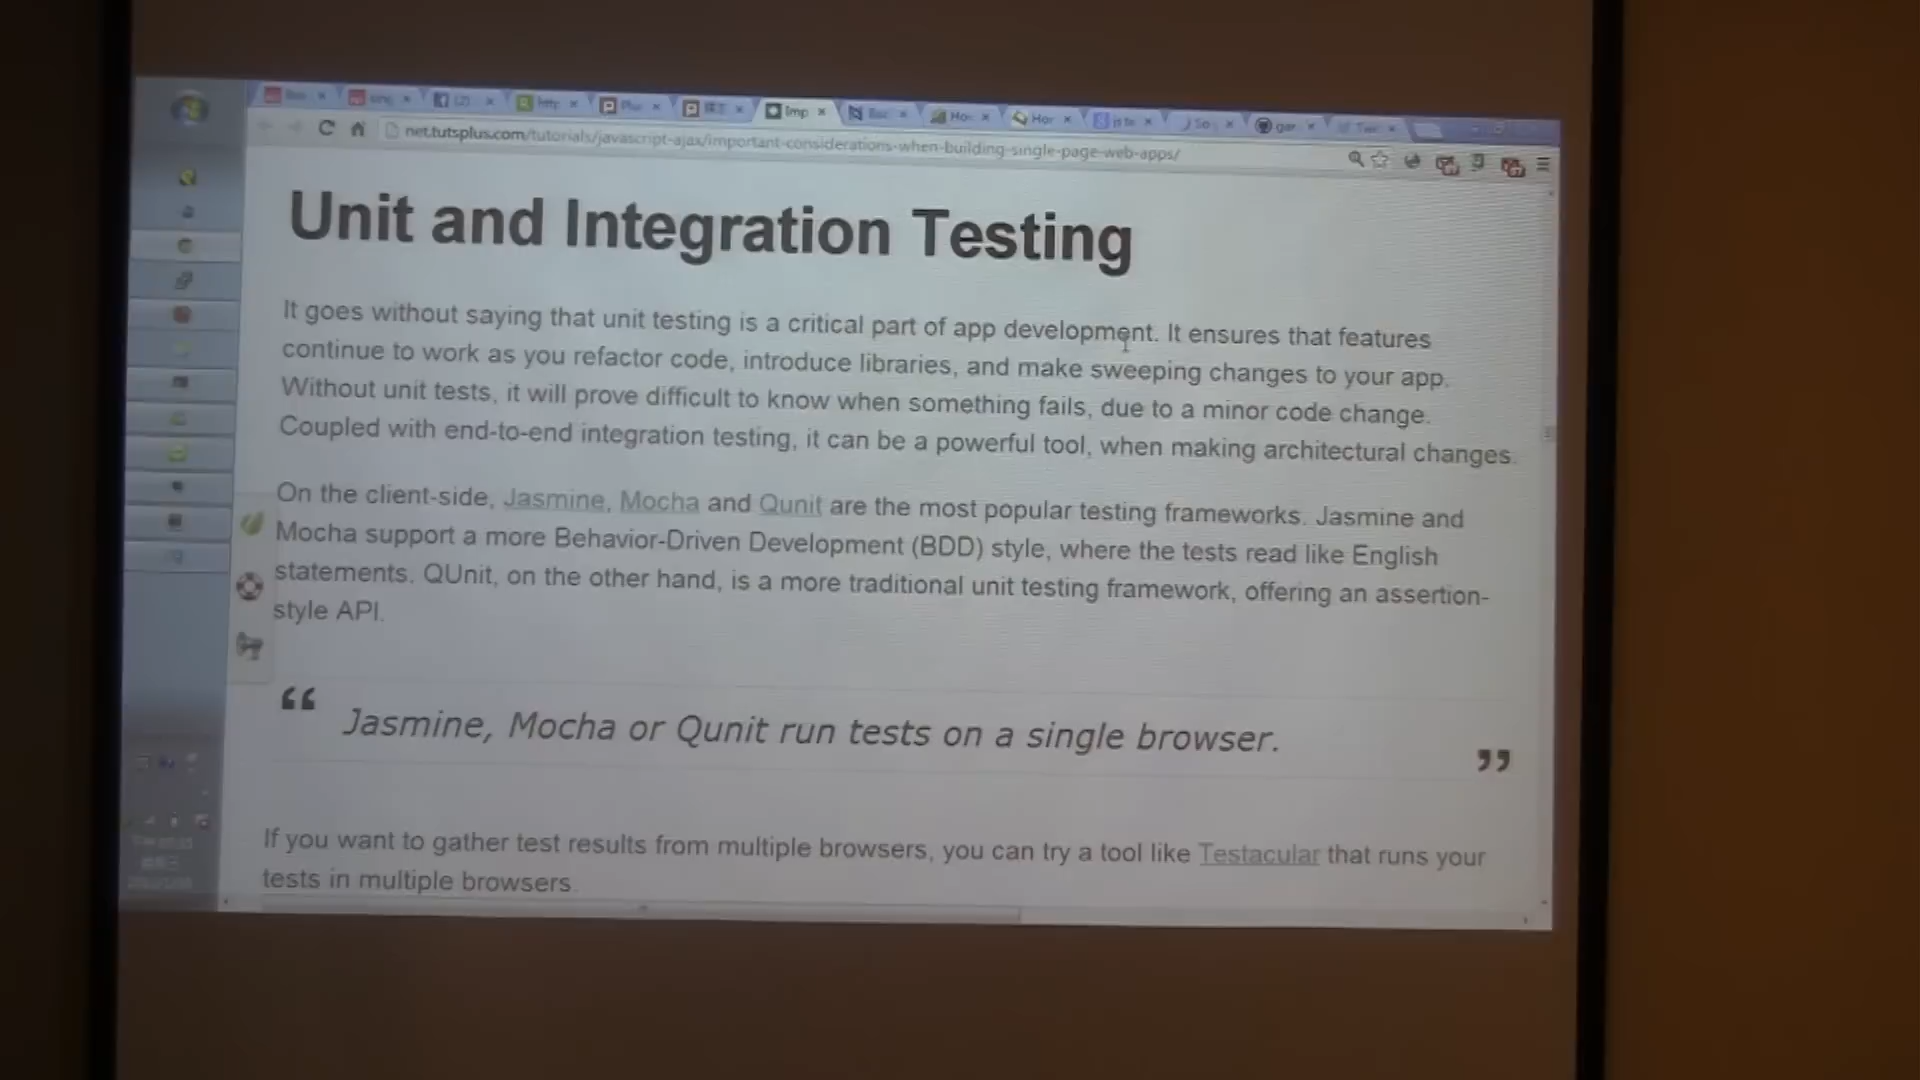 Imp
net.tutsplus.com/tutorials/javascript-ajax/important-considerations-when-building-single-page-web-apps/
Unit and Integration Testing
It goes without saying that unit testing is a critical part of app development. It ensures that features
continue to work as you refactor code, introduce libraries, and make sweeping changes to your app.
Without unit tests, it will prove difficult to know when something fails, due to a minor code change.
Coupled with end-to-end integration testing, it can be a powerful tool, when making architectural changes.
On the client-side, Jasmine, Mocha and Qunit are the most popular testing frameworks. Jasmine and
Mocha support a more Behavior-Driven Development (BDD) style, where the tests read like English
statements. QUnit, on the other hand, is a more traditional unit testing framework, offering an assertion-
style API.
“ Jasmine, Mocha or Qunit run tests on a single browser. ”
If you want to gather test results from multiple browsers, you can try a tool like Testacular that runs your
tests in multiple browsers.